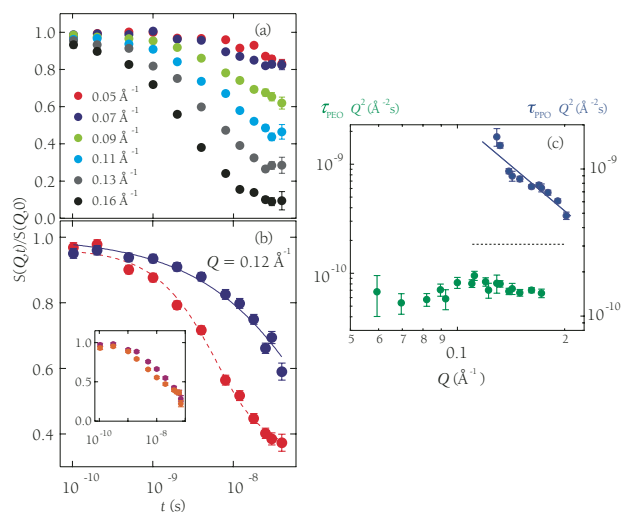 (a)
1.0
0.8
0.6
0.4
0.2
0.0
0.05 Å⁻¹
0.07 Å⁻¹
0.09 Å⁻¹
0.11 Å⁻¹
0.13 Å⁻¹
0.16 Å⁻¹
S(Q,t)/S(Q,0)
(b)
Q = 0.12 Å⁻¹
1.0
0.8
0.6
0.4
1.0
0.5
0.0
10⁻¹⁰ 10⁻⁸
10⁻¹⁰ 10⁻⁹ 10⁻⁸
t (s)
τPEO Q² (Å⁻²s) τPPO Q² (Å⁻²s)
(c)
10⁻⁹
10⁻¹⁰
10⁻⁹
10⁻¹⁰
5 6 7 8 9 0.1 2
Q (Å⁻¹)